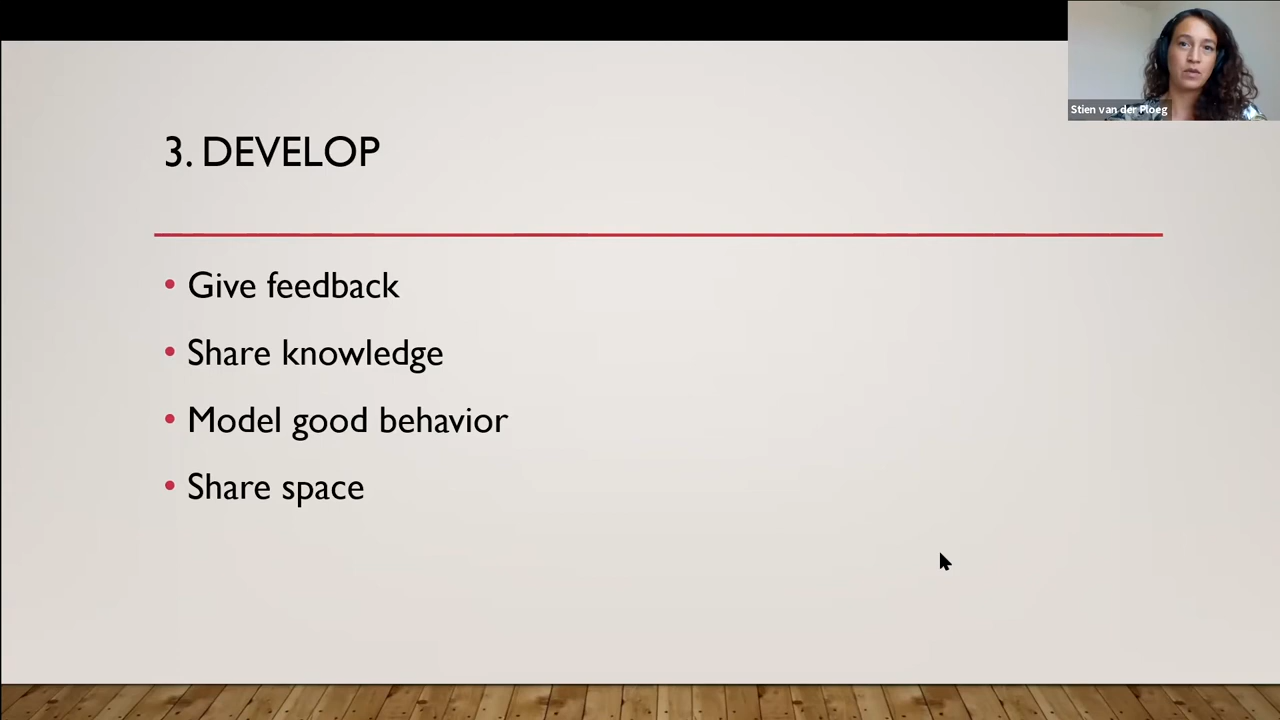 Stien van der Ploeg
3. DEVELOP
• Give feedback
• Share knowledge
• Model good behavior
• Share space